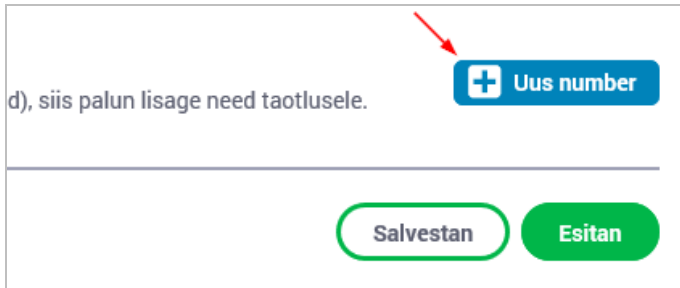 Uus number
d), siis palun lisage need taotlusele.
Salvestan
Esitan